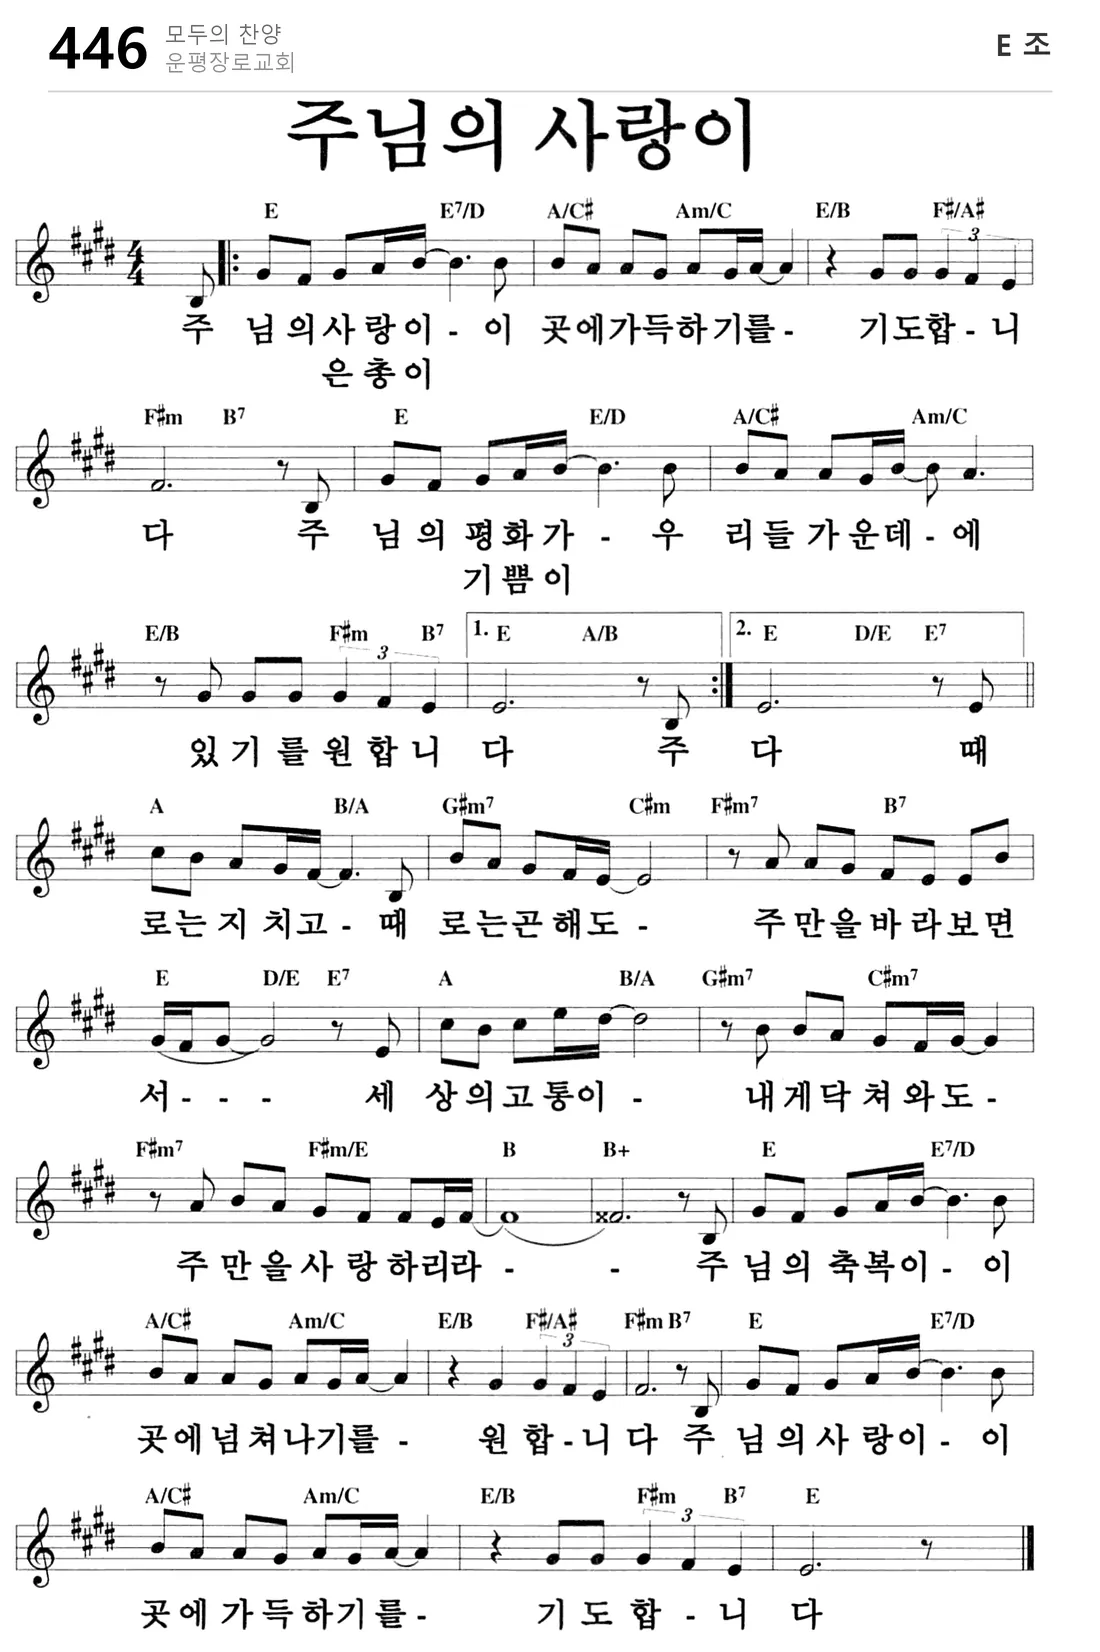 446 모두의 찬양 E 조
운평장로교회
주님의 사랑이
E E7/D A/C♯ Am/C E/B F♯/A♯
3
주 님 의 사 랑 이 - 이 곳에가득하기를 - 기도합 - 니
은 총 이
F♯m B7 E E/D A/C♯ Am/C
다 주 님 의 평 화 가 - 우 리 들 가 운 데 - 에
기 쁨 이
E/B F♯m B7 1. E A/B 2. E D/E E7
3
있 기 를 원 합 니 다 주 다 때
A B/A G♯m7 C♯m F♯m7 B7
로는 지 치고 - 때 로는곤 해도 - 주 만 을 바 라 보 면
E D/E E7 A B/A G♯m7 C♯m7
서 - - - 세 상의고 통이 - 내 게 닥 쳐 와 도 -
F♯m7 F♯m/E B B+ E E7/D
주 만 을 사 랑 하리라 - - 주 님 의 축복이 - 이
A/C♯ Am/C E/B F♯/A♯ F♯m B7 E E7/D
3
곳에넘쳐나기를 - 원 합 - 니 다 주 님 의 사 랑이 - 이
A/C♯ Am/C E/B F♯m B7 E
3
곳에 가 득 하기 를 - 기 도 합 - 니 다